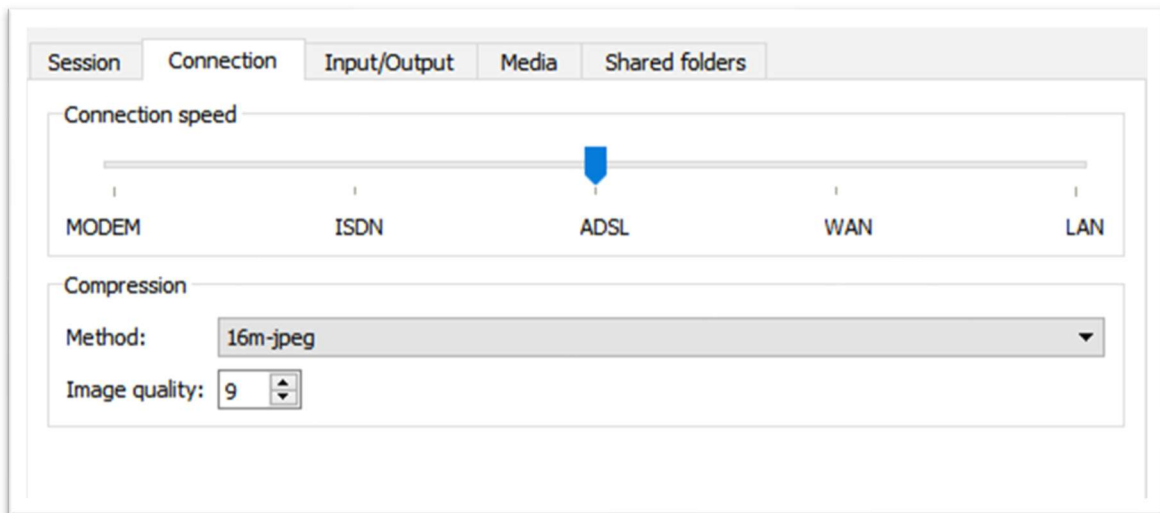 Session Connection Input/Output Media Shared folders
Connection speed
MODEM ISDN ADSL WAN LAN
Compression
Method: 16m-jpeg
Image quality: 9